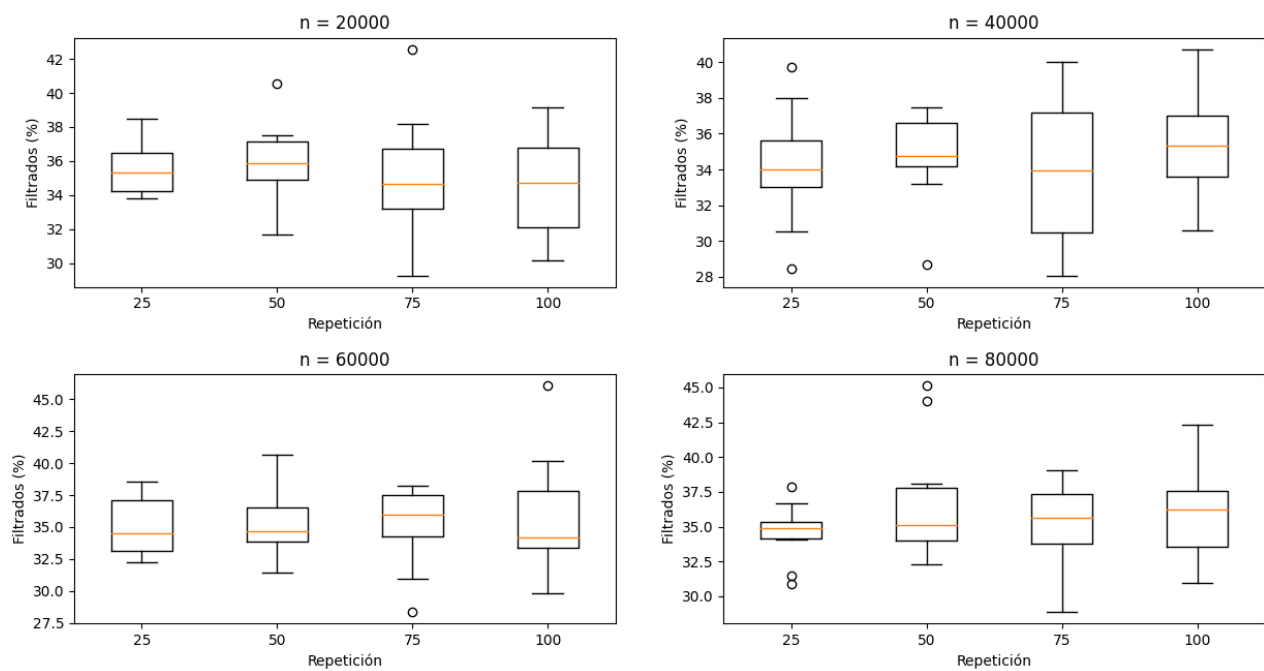 n = 20000
42
40
38
36
34
32
30
Filtrados (%)
25 50 75 100
Repetición
n = 40000
40
38
36
34
32
30
28
Filtrados (%)
25 50 75 100
Repetición
n = 60000
45.0
42.5
40.0
37.5
35.0
32.5
30.0
27.5
Filtrados (%)
25 50 75 100
Repetición
n = 80000
45.0
42.5
40.0
37.5
35.0
32.5
30.0
Filtrados (%)
25 50 75 100
Repetición